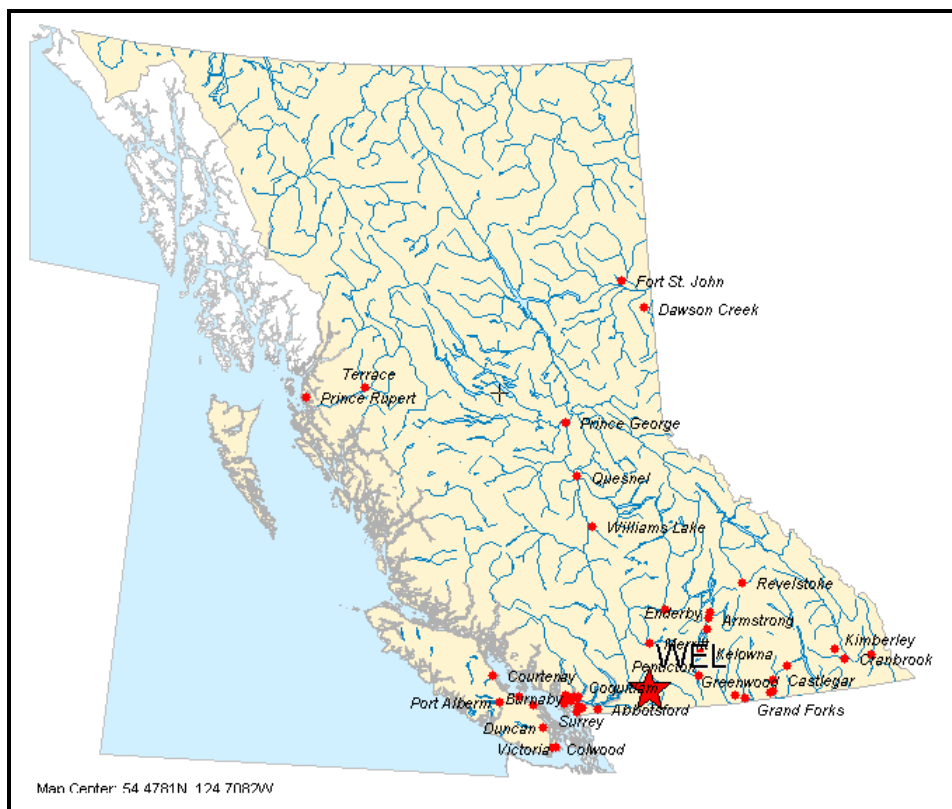 Fort St. John
Dawson Creek
Terrace
Prince Rupert
Prince George
Quesnel
Williams Lake
Revelstoke
Enderby
Armstrong
Merritt
Kimberley
WEL
Kelowna
Cranbrook
Penticton
Courtenay
Greenwood
Castlegar
Coquitlam
Port Alberni
Burnaby
Grand Forks
Abbotsford
Surrey
Duncan
Victoria
Colwood
Map Center: 54.4781N 124.7082W